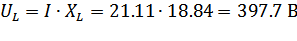 U_L = I · X_L = 21.11 · 18.84 = 397.7 В